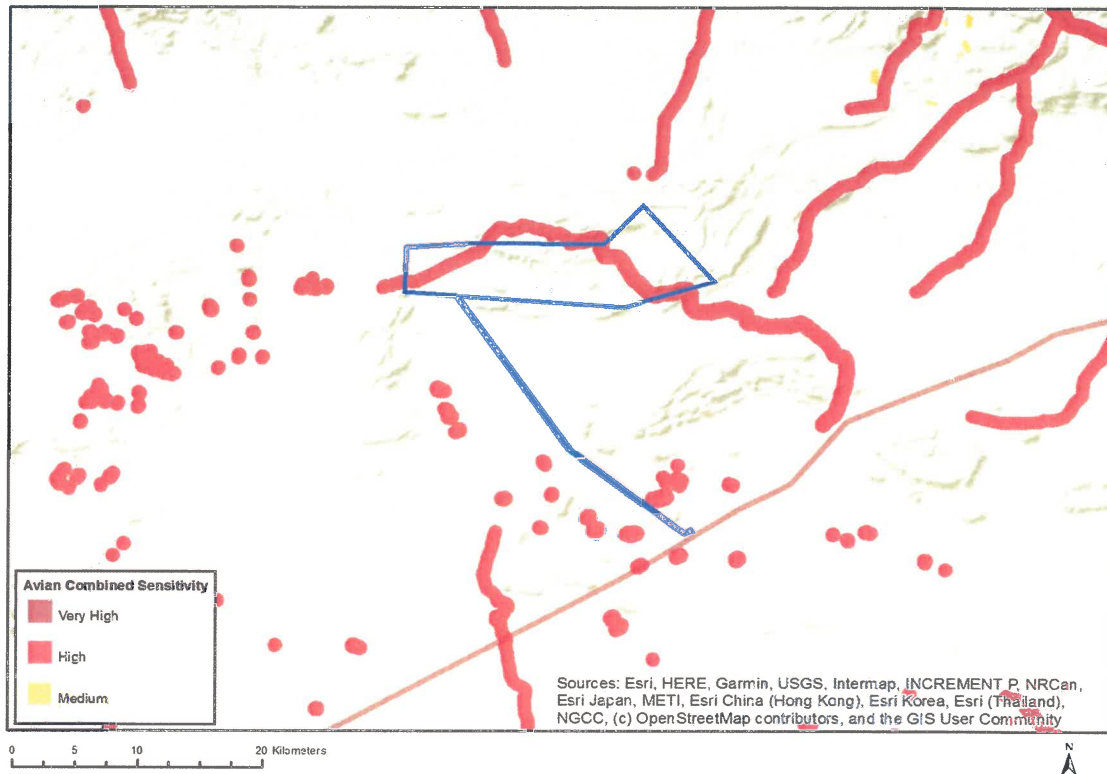 Avian Combined Sensitivity
Very High
High
Medium
Sources: Esri, HERE, Garmin, USGS, Intermap, INCREMENT P, NRCan,
Esri Japan, METI, Esri China (Hong Kong), Esri Korea, Esri (Thailand),
NGCC, (c) OpenStreetMap contributors, and the GIS User Community
0 5 10 20 Kilometers
N